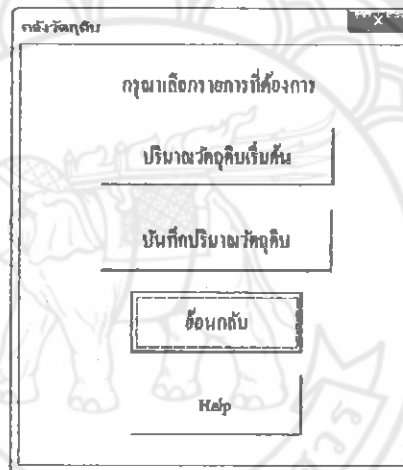 คลังวัตถุดิบ
กรุณาเลือกรายการที่ต้องการ
ปริมาณวัตถุดิบเริ่มต้น
บันทึกปริมาณวัตถุดิบ
ย้อนกลับ
Help